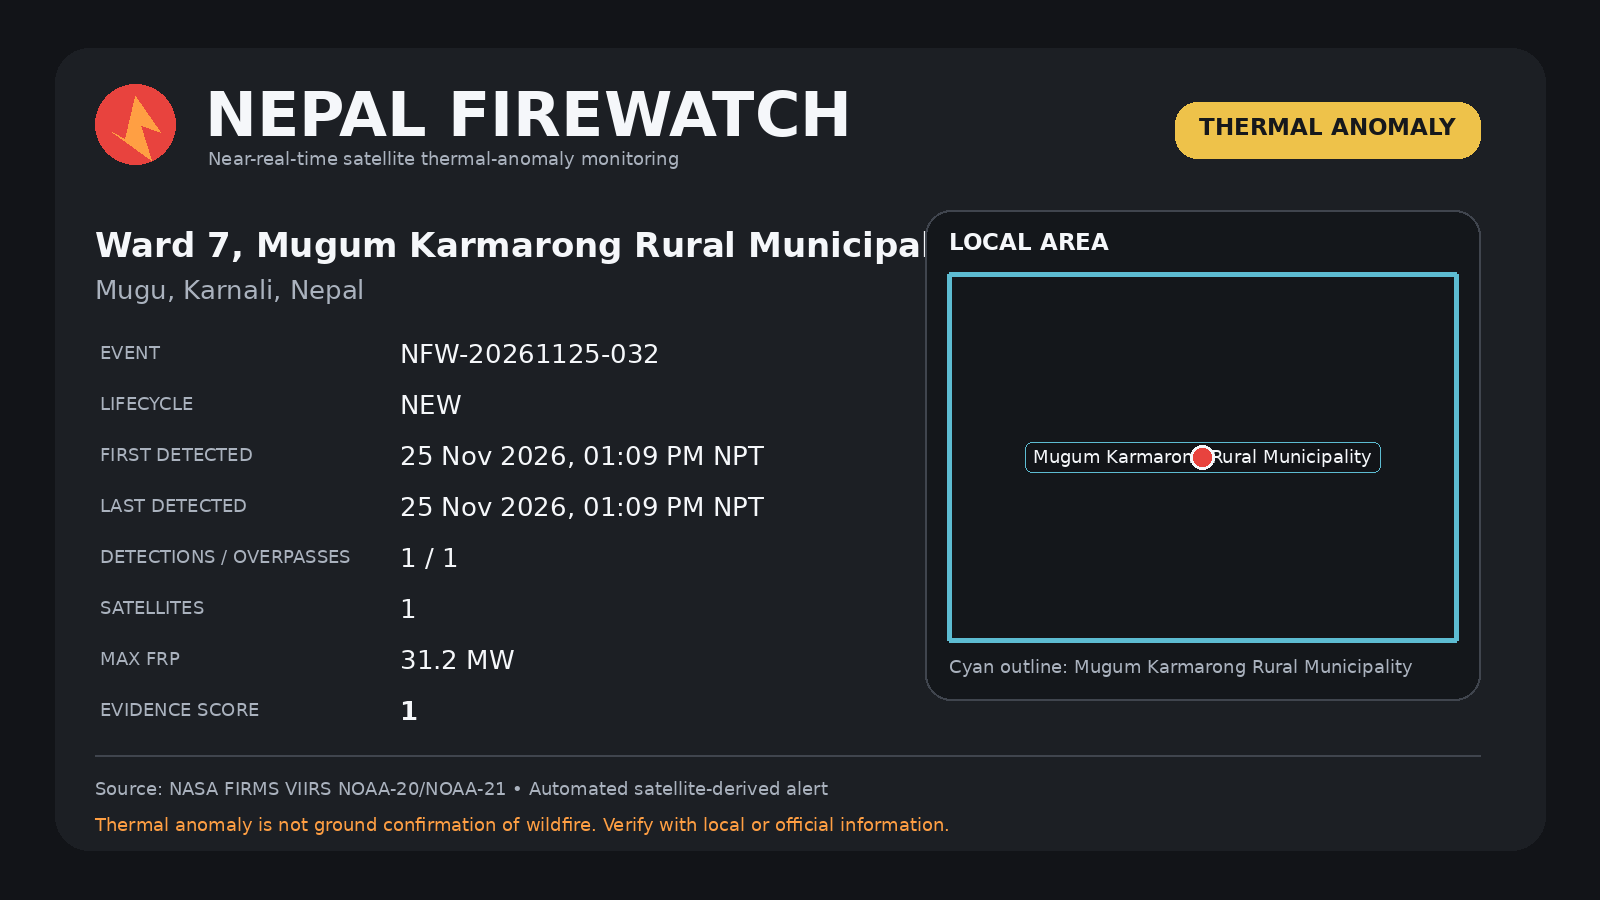 NEPAL FIREWATCH
Near-real-time satellite thermal-anomaly monitoring
THERMAL ANOMALY
Ward 7, Mugum Karmarong Rural Municipal
Mugu, Karnali, Nepal
EVENT NFW-20261125-032
LIFECYCLE NEW
FIRST DETECTED 25 Nov 2026, 01:09 PM NPT
LAST DETECTED 25 Nov 2026, 01:09 PM NPT
DETECTIONS / OVERPASSES 1 / 1
SATELLITES 1
MAX FRP 31.2 MW
EVIDENCE SCORE 1
LOCAL AREA
Mugum Karmarong Rural Municipality
Cyan outline: Mugum Karmarong Rural Municipality
Source: NASA FIRMS VIIRS NOAA-20/NOAA-21 • Automated satellite-derived alert
Thermal anomaly is not ground confirmation of wildfire. Verify with local or official information.